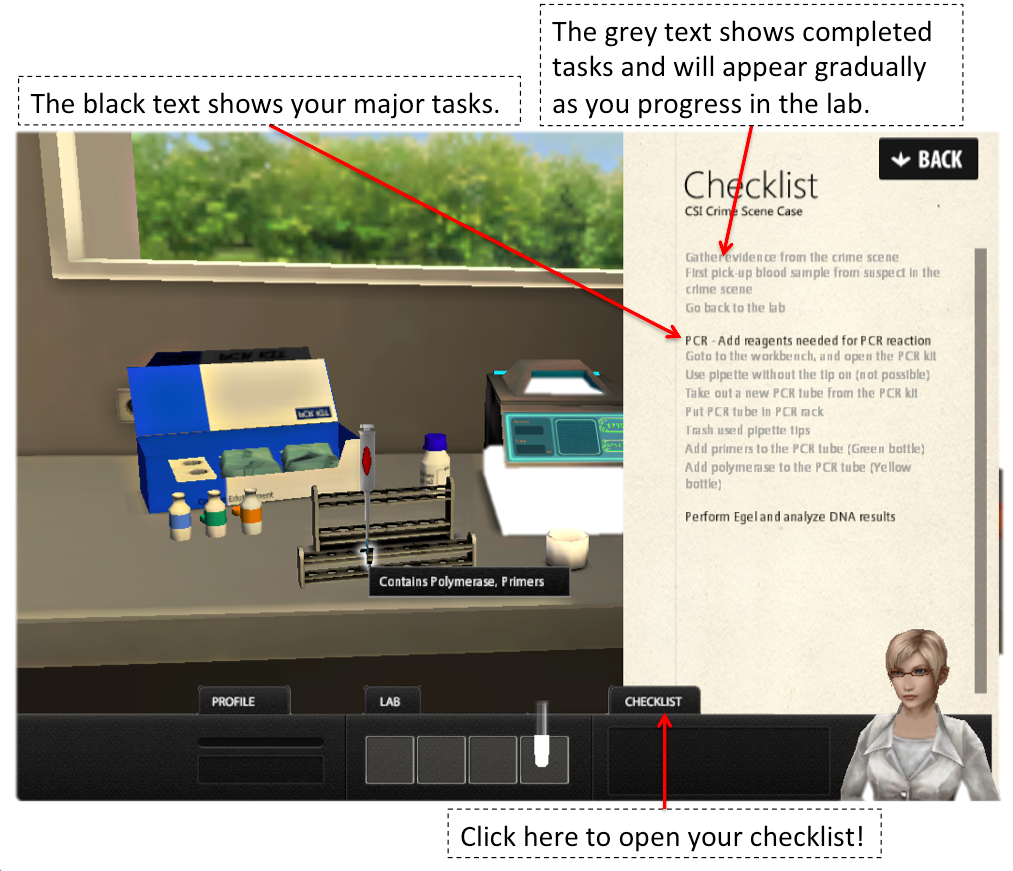 The grey text shows completed
tasks and will appear gradually
as you progress in the lab.
The black text shows your major tasks.
BACK
Checklist
CSI Crime Scene Case
Gather evidence from the crime scene
First pick-up blood sample from suspect in the
crime scene
Go back to the lab
PCR - Add reagents needed for PCR reaction
Goto to the workbench, and open the PCR kit
Use pipette without the tip on (not possible)
Take out a new PCR tube from the PCR kit
Put PCR tube in PCR rack
Trash used pipette tips
Add primers to the PCR tube (Green bottle)
Add polymerase to the PCR tube (Yellow
bottle)
Perform Egel and analyze DNA results
PCR KIT
PCR KIT
Contains Polymerase, Primers
PROFILE
LAB
CHECKLIST
Click here to open your checklist!